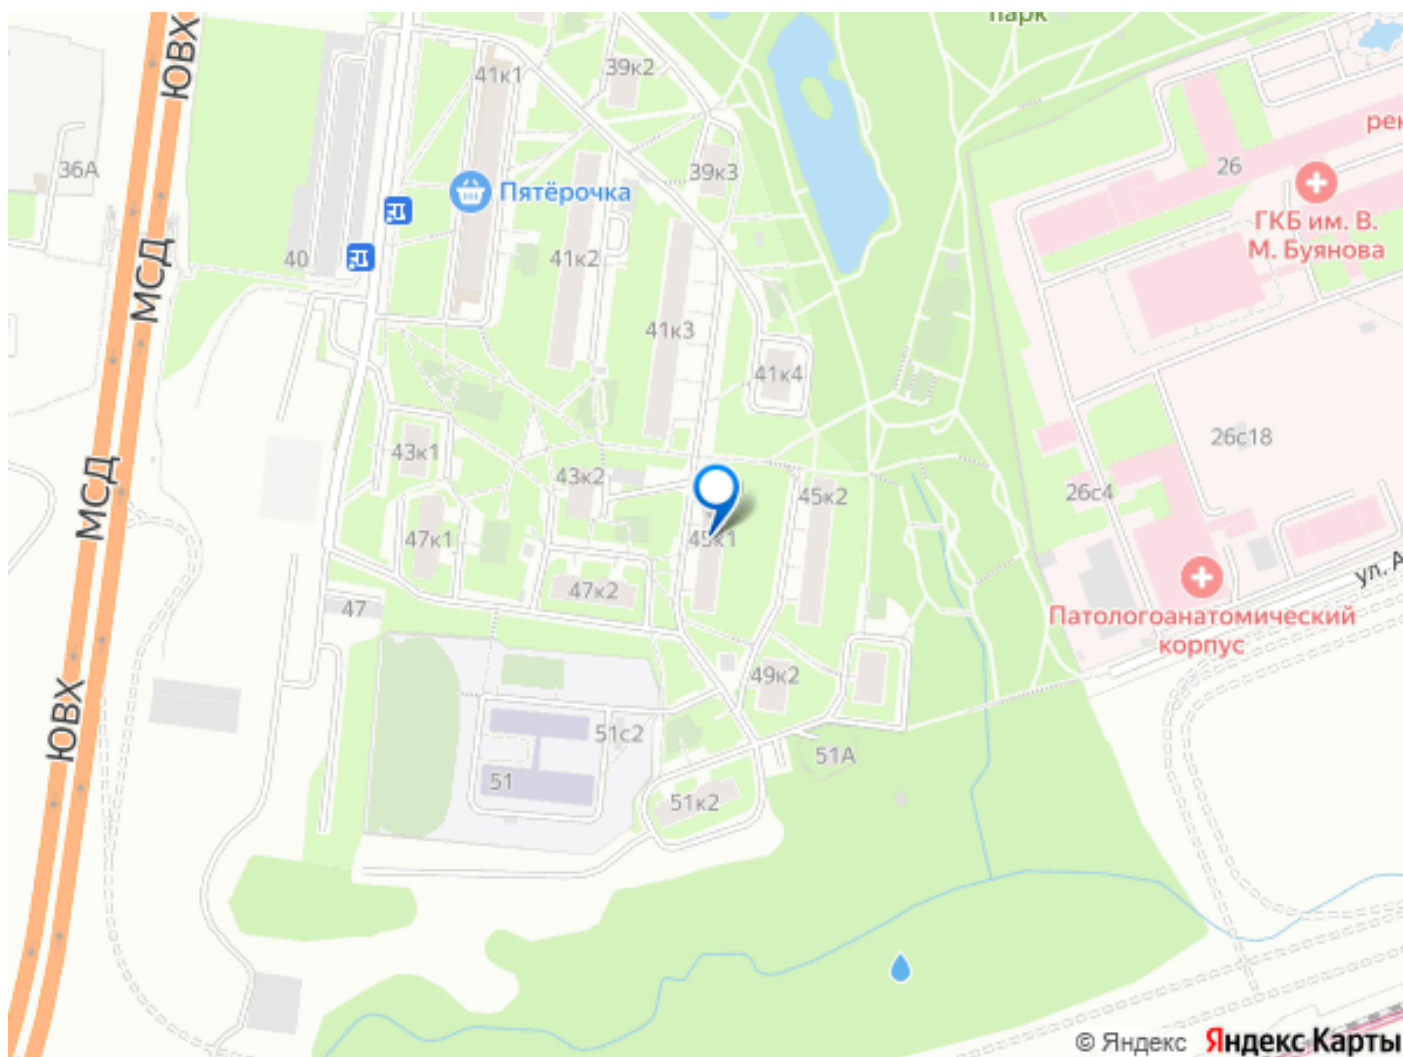 парк
ЮВХ
41к1
39к2
рек
36А
39к3
26
Пятёрочка
ГКБ им. В.
М. Буянова
МСД
40
41к2
41к3
41к4
26с18
43к1
43к2
МСД
45к2
26с4
47к1
45к1
ул. А
47к2
47
Патологоанатомический
корпус
49к2
ЮВХ
51с2
51А
51
51к2
© Яндекс Яндекс Карты